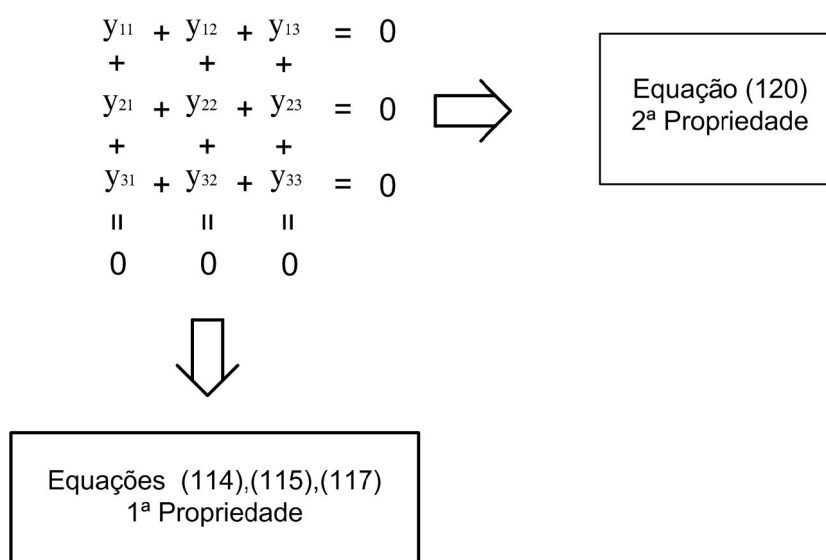 y11 + y12 + y13 = 0
+ + +
y21 + y22 + y23 = 0
+ + +
y31 + y32 + y33 = 0
= = =
0 0 0
Equação (120)
2ª Propriedade
Equações (114),(115),(117)
1ª Propriedade